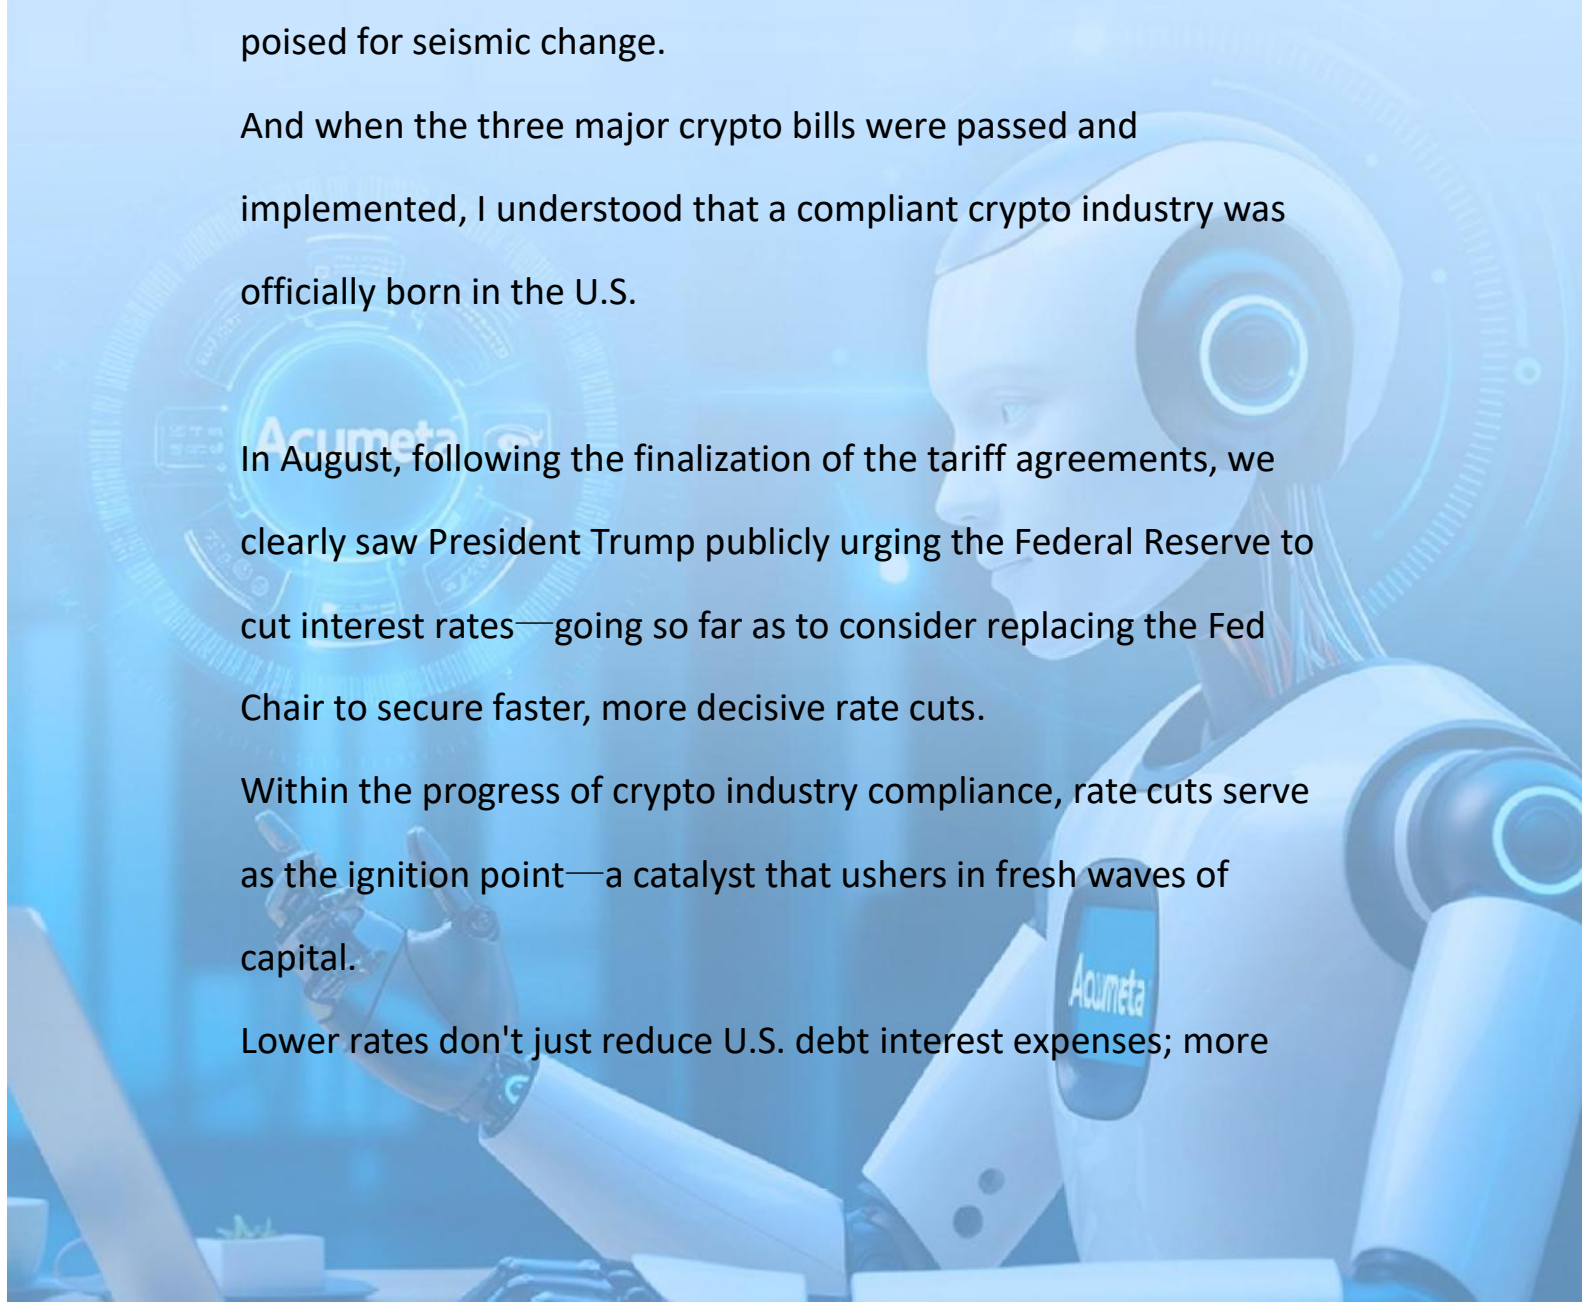 poised for seismic change.
And when the three major crypto bills were passed and
implemented, I understood that a compliant crypto industry was
officially born in the U.S.
Acumeta
In August, following the finalization of the tariff agreements, we
clearly saw President Trump publicly urging the Federal Reserve to
cut interest rates—going so far as to consider replacing the Fed
Chair to secure faster, more decisive rate cuts.
Within the progress of crypto industry compliance, rate cuts serve
as the ignition point—a catalyst that ushers in fresh waves of
capital.
Acumeta
Lower rates don't just reduce U.S. debt interest expenses; more